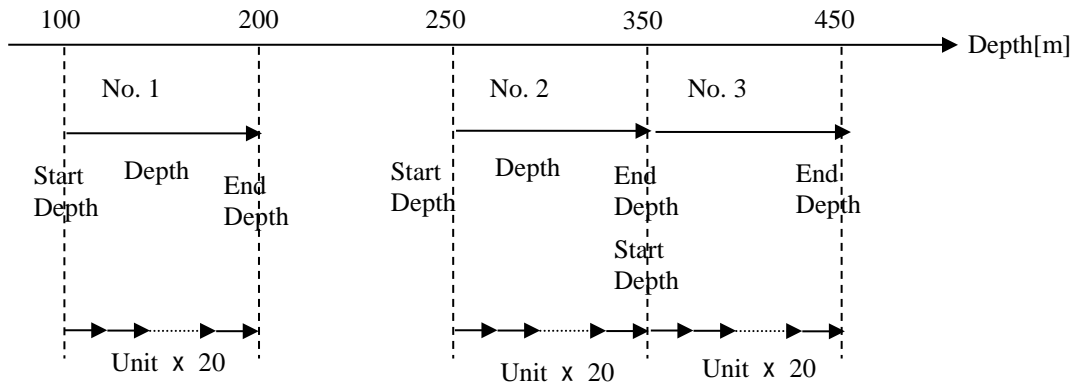 100
200
250
350
450
Depth[m]
No. 1
No. 2
No. 3
Start
Depth
Depth
End
Depth
Start
Depth
Depth
End
Depth
Start
Depth
End
Depth
Unit × 20
Unit × 20
Unit × 20